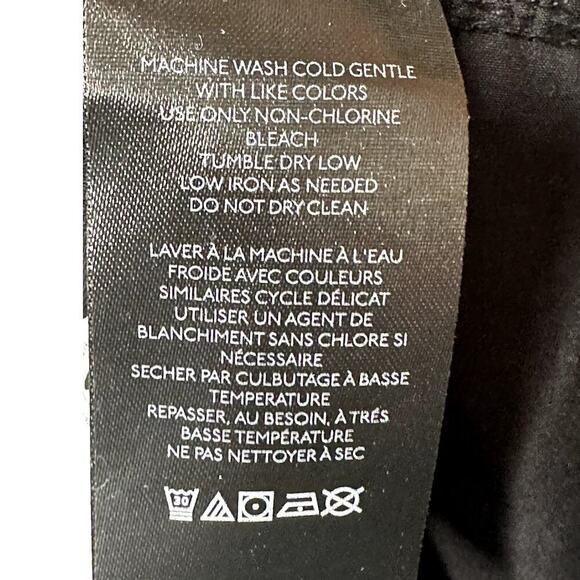 MACHINE WASH COLD GENTLE
WITH LIKE COLORS
USE ONLY NON-CHLORINE
BLEACH
TUMBLE DRY LOW
LOW IRON AS NEEDED
DO NOT DRY CLEAN
LAVER À LA MACHINE À L'EAU
FROIDE AVEC COULEURS
SIMILAIRES CYCLE DÉLICAT
UTILISER UN AGENT DE
BLANCHIMENT SANS CHLORE SI
NÉCESSAIRE
SECHER PAR CULBUTAGE À BASSE
TEMPERATURE
REPASSER, AU BESOIN, À TRÉS
BASSE TEMPÉRATURE
NE PAS NETTOYER À SEC
30